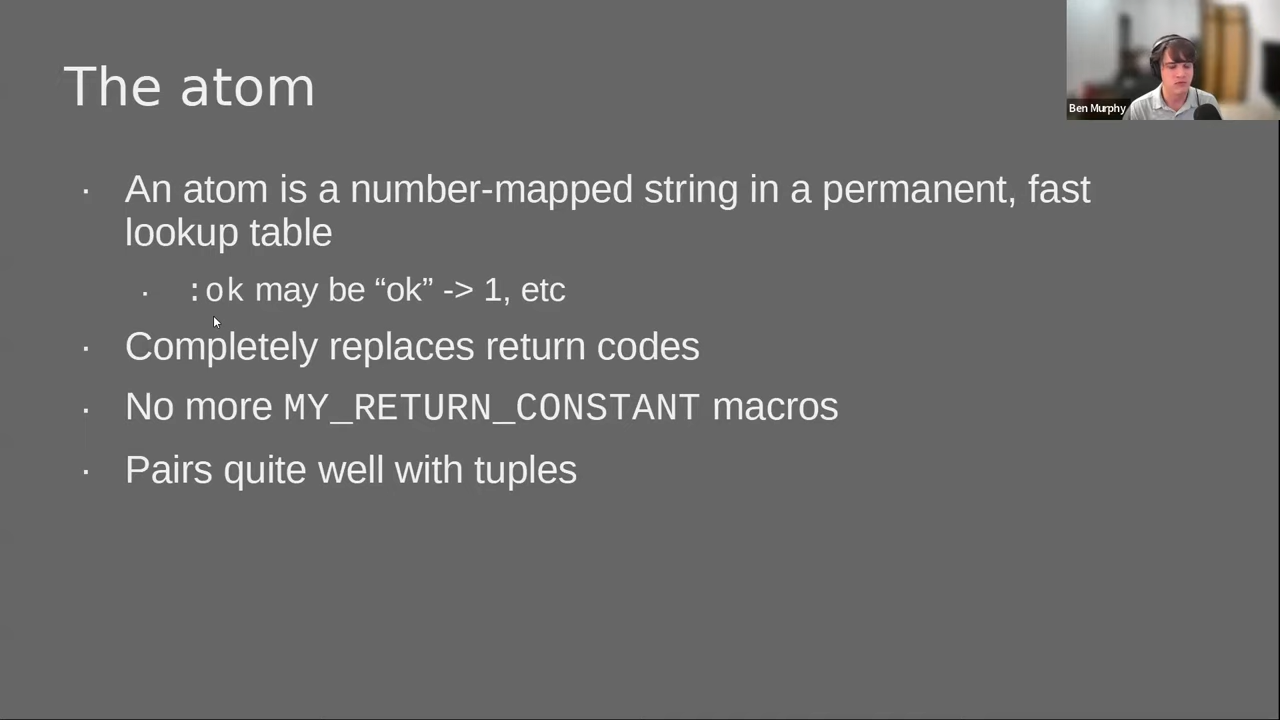 The atom
Ben Murphy
· An atom is a number-mapped string in a permanent, fast
lookup table
· :ok may be “ok” -> 1, etc
· Completely replaces return codes
· No more MY_RETURN_CONSTANT macros
· Pairs quite well with tuples